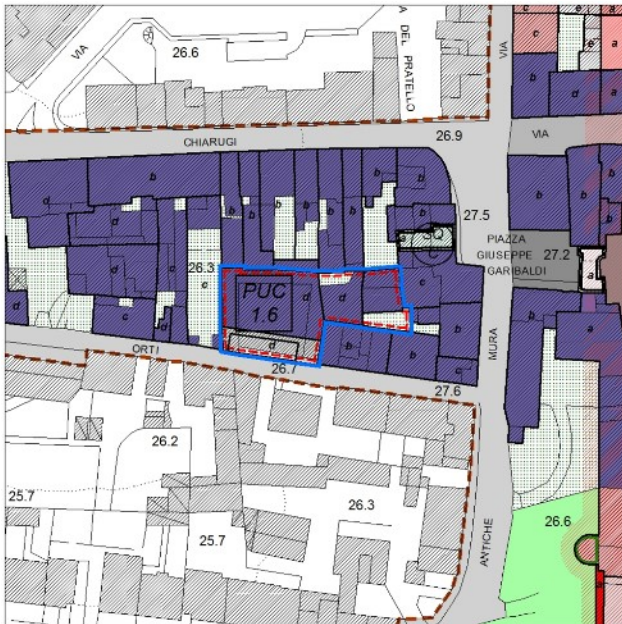 VIA
26.6
A DEL PRATELLO
VIA
CHIARUGI
26.9
VIA
27.5
PIAZZA
GIUSEPPE
GARIBALDI
27.2
26.3
PUC
1.6
ORTI
26.7
MURA
27.6
26.2
25.7
26.3
25.7
26.6
ANTICHE
c
e
e
a
b
d
a
b
b
b
b
b
b
b
b
d
d
b
b
b
b
d
c
d
d
d
c
a
d
c
d
b
b
a
d
b
b
c